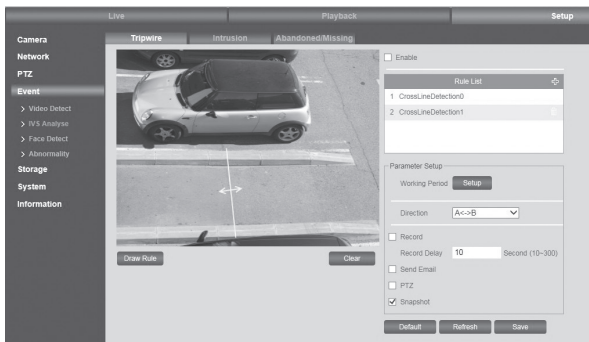 Live Playback Setup
Camera
Network
PTZ
Event
> Video Detect
> IVS Analyse
> Face Detect
> Abnormality
Storage
System
Information
Tripwire Intrusion Abandoned/Missing
Draw Rule Clear
Enable
Rule List
1 CrossLineDetection0
2 CrossLineDetection1
Parameter Setup
Working Period Setup
Direction A<->B
Record
Record Delay 10 Second (10~300)
Send Email
PTZ
Snapshot
Default Refresh Save